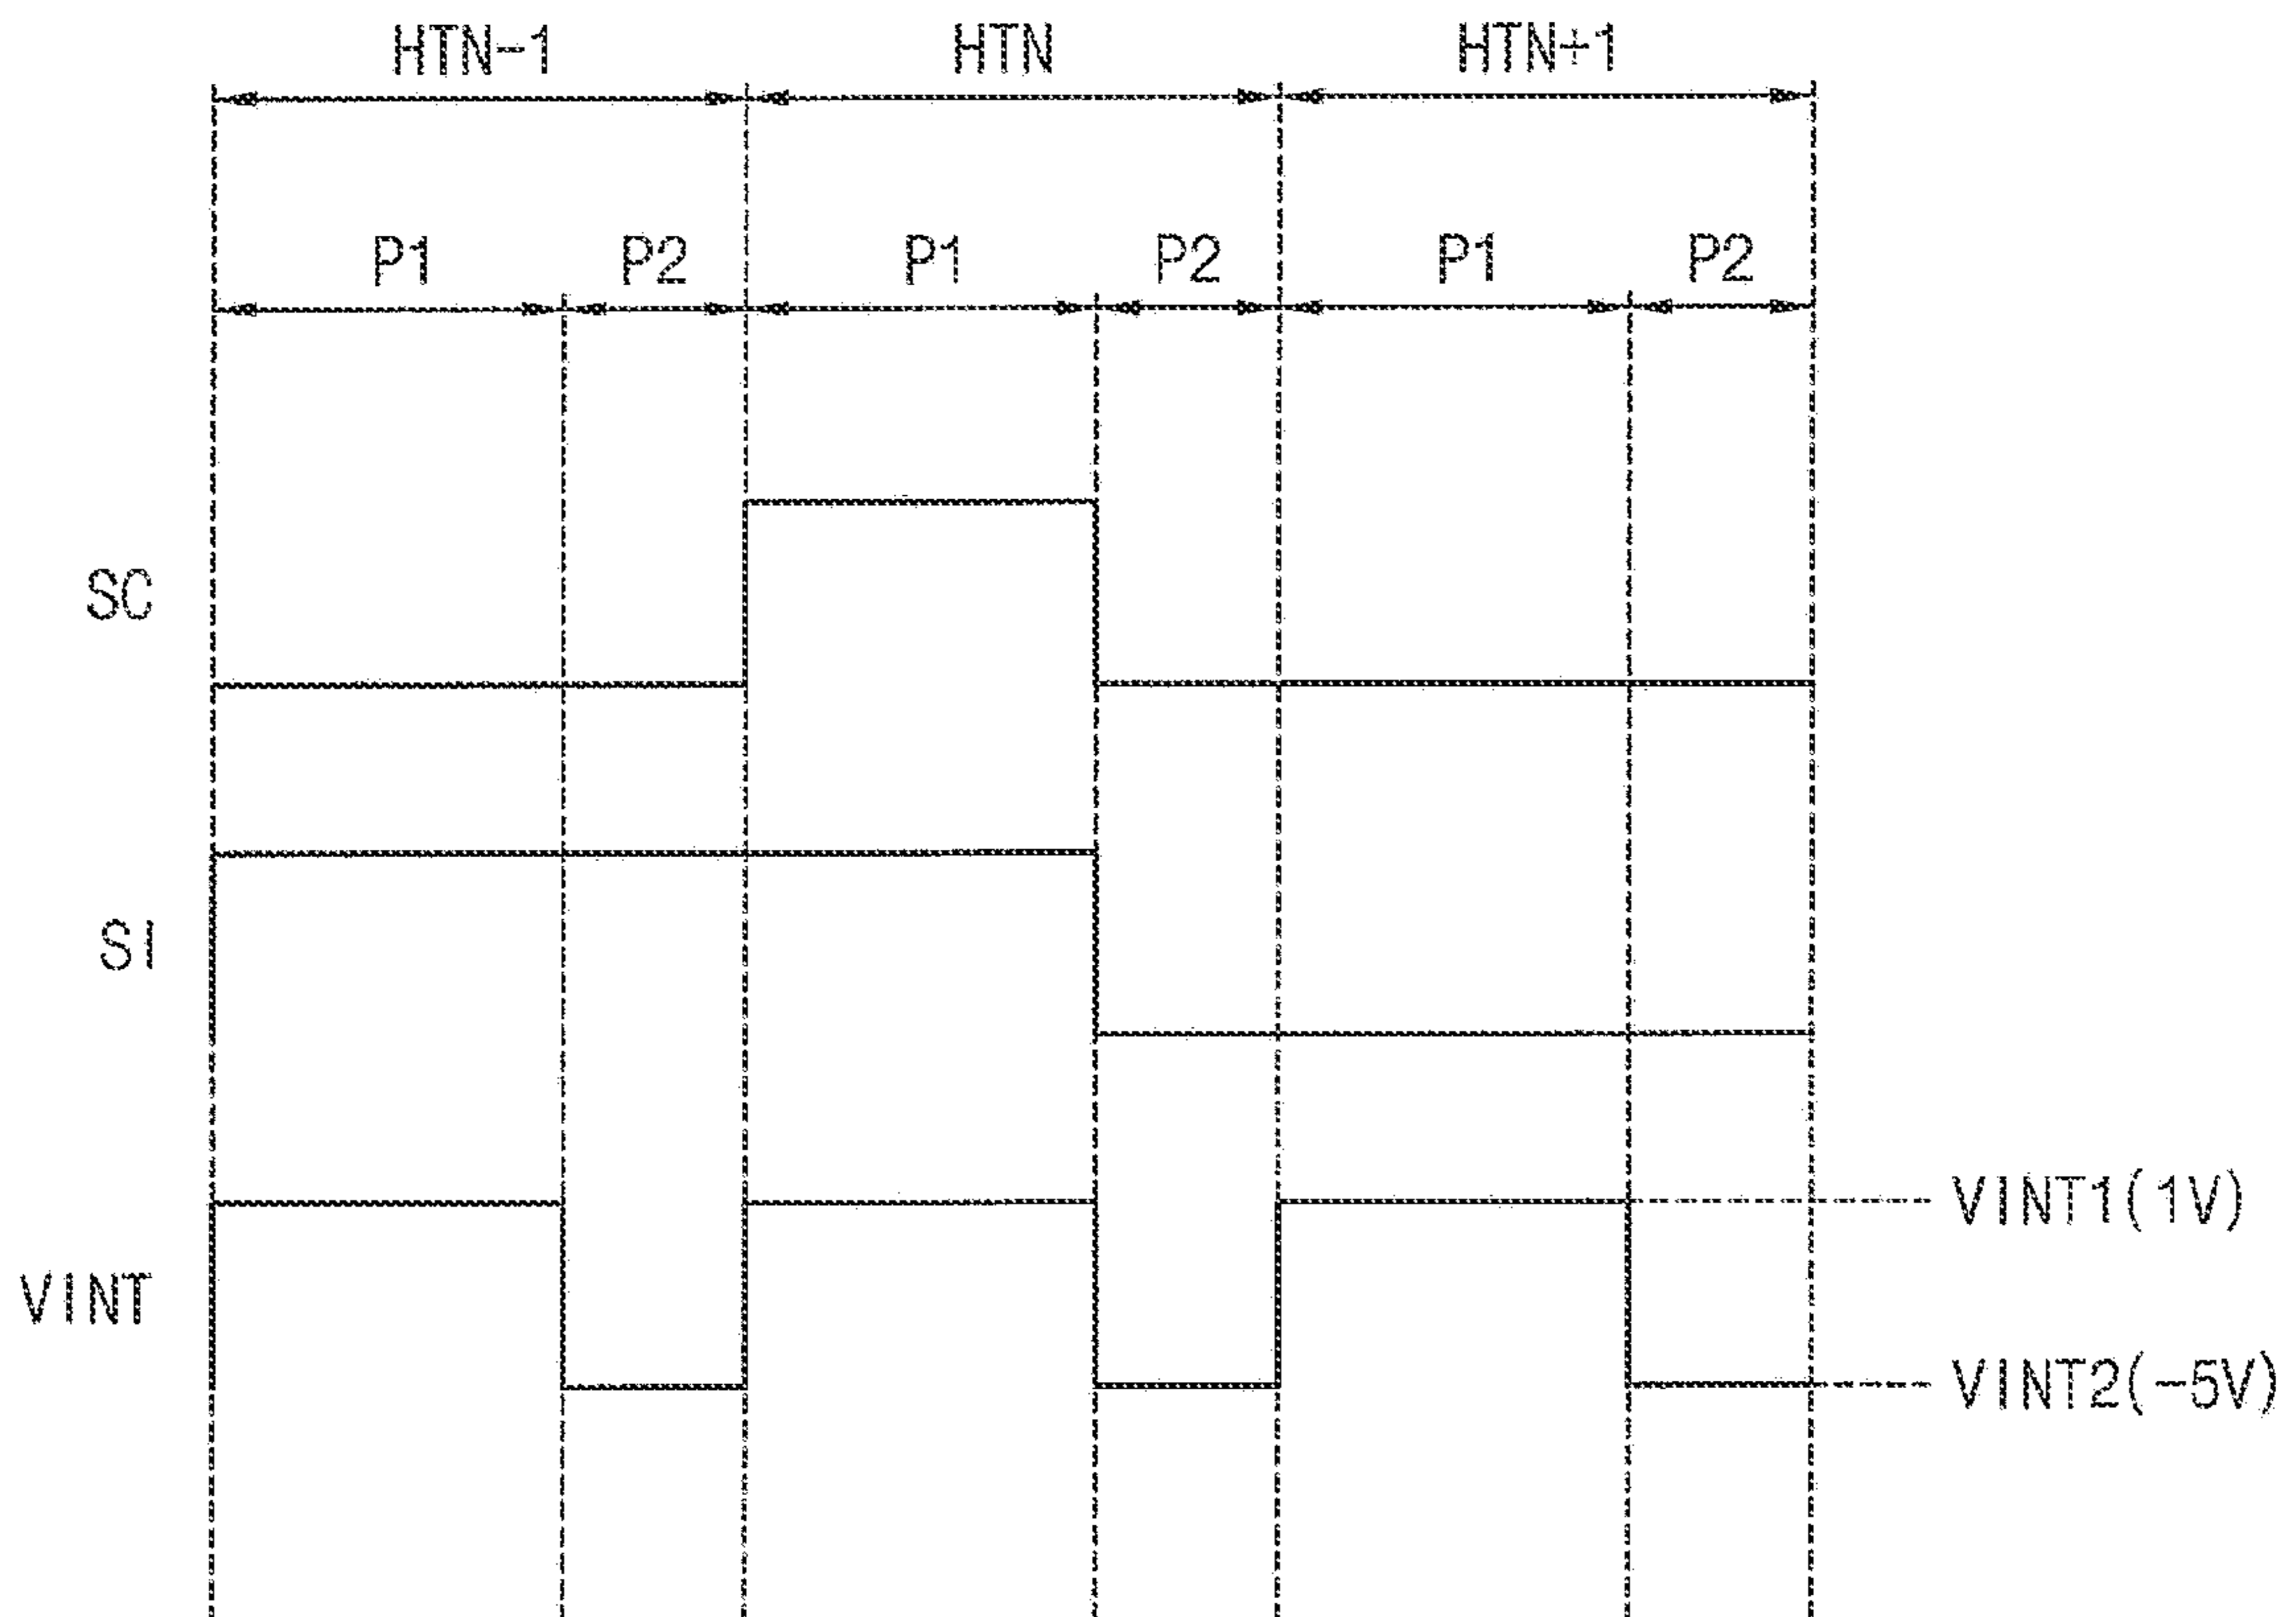 HTN-1 HTN HTN+1
P1 P2 P1 P2 P1 P2
SC
SI
VINT1(1V)
VINT
VINT2(-5V)